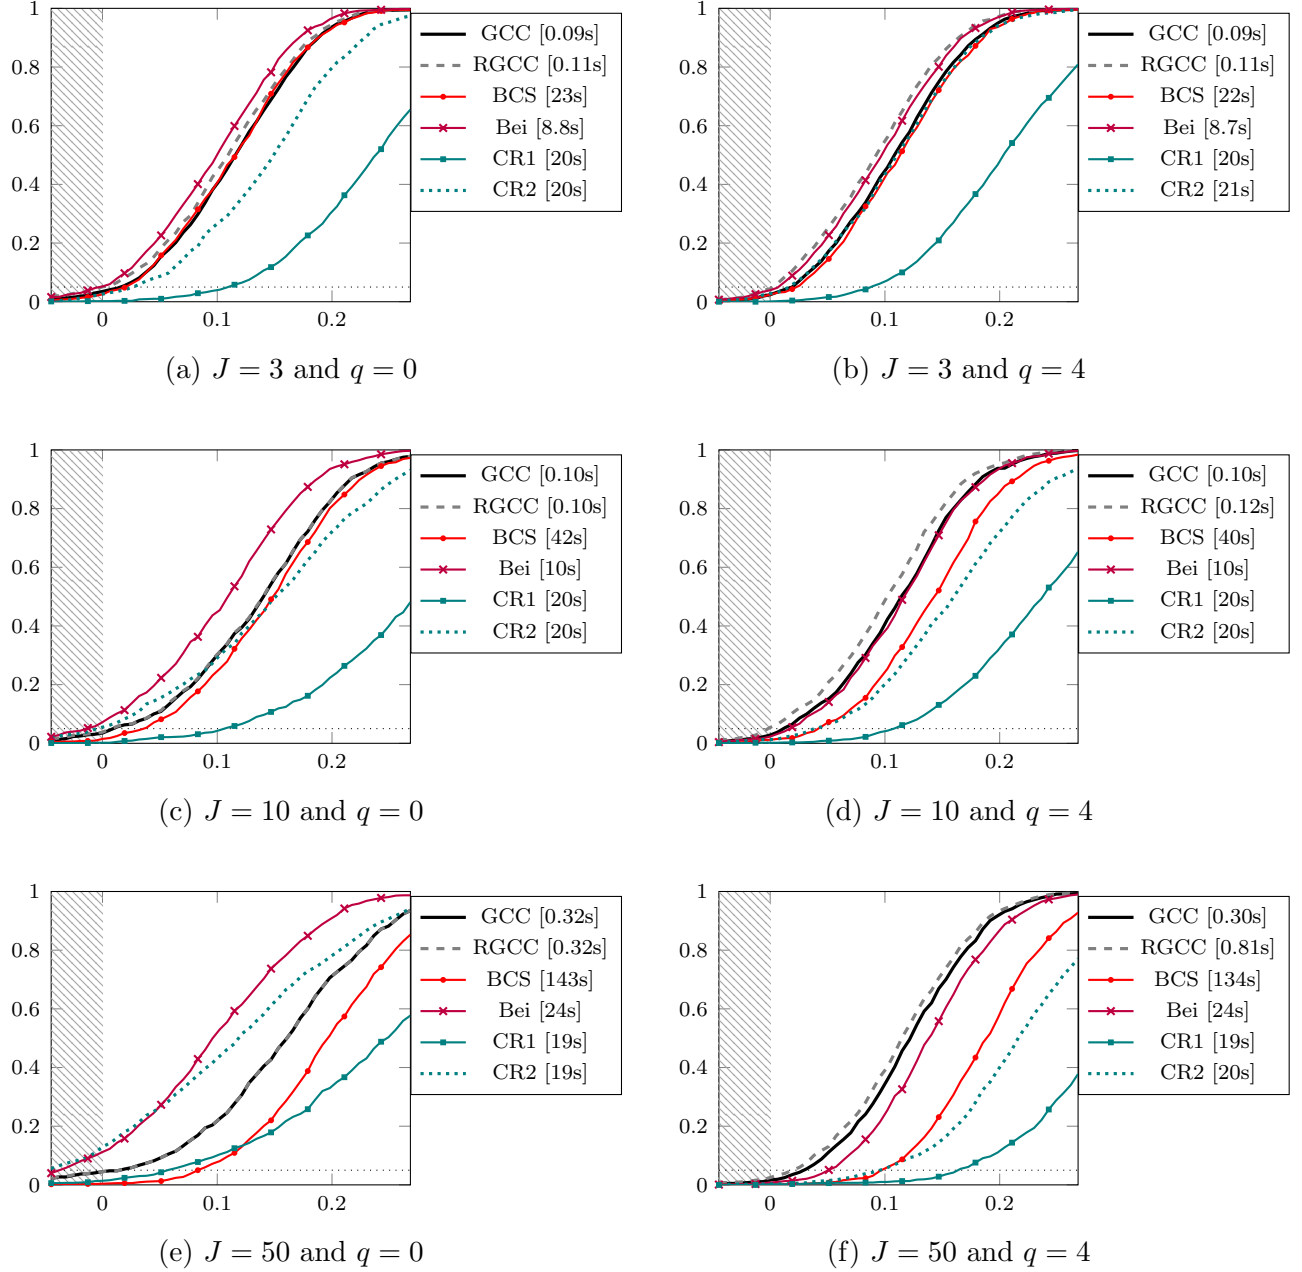 1
0.8
0.6
0.4
0.2
0
0
0.1
0.2
GCC [0.09s]
RGCC [0.11s]
BCS [23s]
Bei [8.8s]
CR1 [20s]
CR2 [20s]
(a) J = 3 and q = 0
1
0.8
0.6
0.4
0.2
0
0
0.1
0.2
GCC [0.09s]
RGCC [0.11s]
BCS [22s]
Bei [8.7s]
CR1 [20s]
CR2 [21s]
(b) J = 3 and q = 4
1
0.8
0.6
0.4
0.2
0
0
0.1
0.2
GCC [0.10s]
RGCC [0.10s]
BCS [42s]
Bei [10s]
CR1 [20s]
CR2 [20s]
(c) J = 10 and q = 0
1
0.8
0.6
0.4
0.2
0
0
0.1
0.2
GCC [0.10s]
RGCC [0.12s]
BCS [40s]
Bei [10s]
CR1 [20s]
CR2 [20s]
(d) J = 10 and q = 4
1
0.8
0.6
0.4
0.2
0
0
0.1
0.2
GCC [0.32s]
RGCC [0.32s]
BCS [143s]
Bei [24s]
CR1 [19s]
CR2 [19s]
(e) J = 50 and q = 0
1
0.8
0.6
0.4
0.2
0
0
0.1
0.2
GCC [0.30s]
RGCC [0.81s]
BCS [134s]
Bei [24s]
CR1 [19s]
CR2 [20s]
(f) J = 50 and q = 4